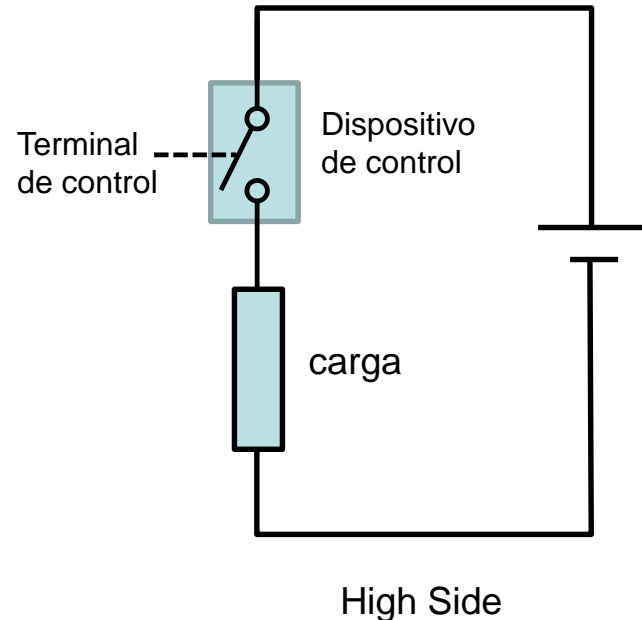 Terminal
de control
Dispositivo
de control
carga
High Side